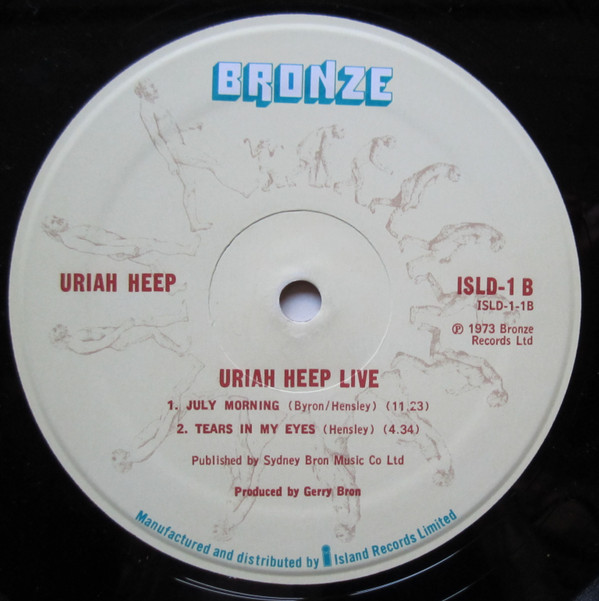 BRONZE
URIAH HEEP
ISLD-1 B
ISLD-1-1B
℗ 1973 Bronze
Records Ltd
URIAH HEEP LIVE
1. JULY MORNING (Byron/Hensley) (11.23)
2. TEARS IN MY EYES (Hensley) (4.34)
Published by Sydney Bron Music Co Ltd
Produced by Gerry Bron
Manufactured and distributed by i Island Records Limited